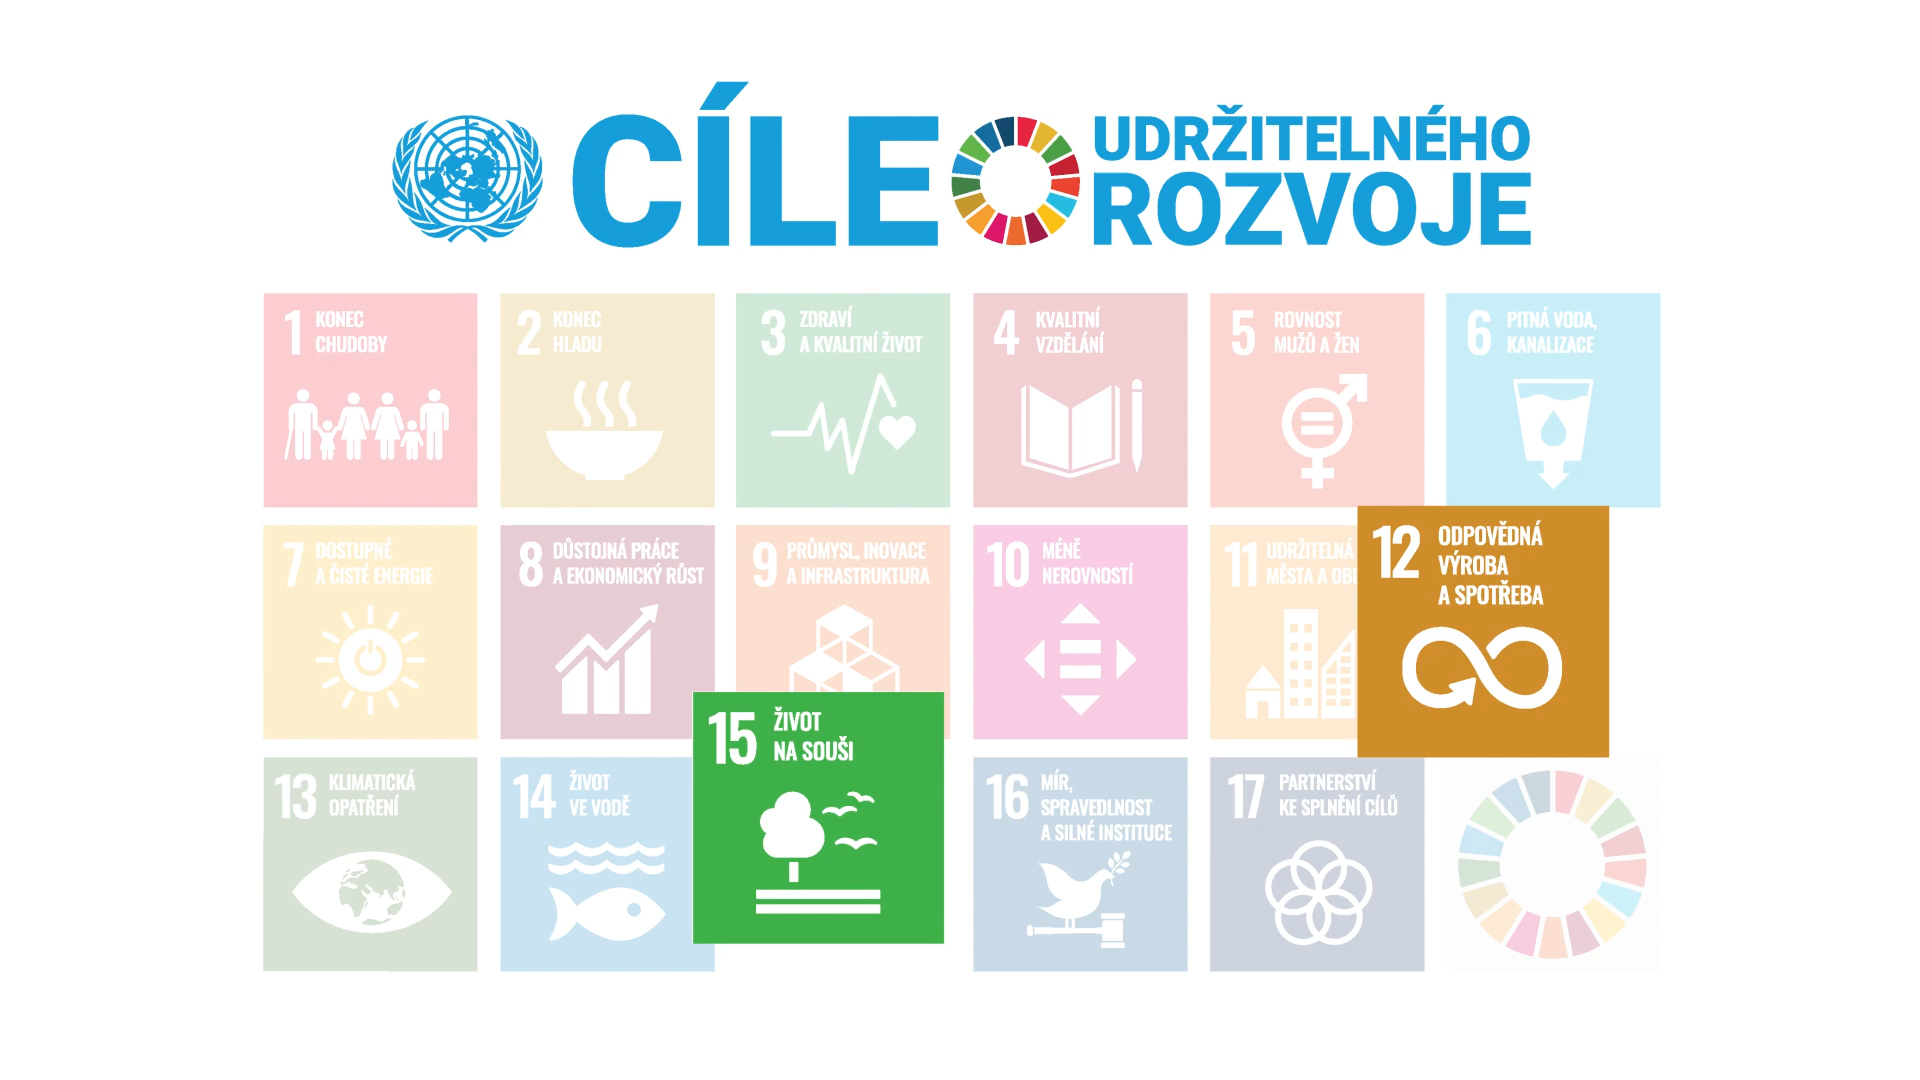 CÍLE
UDRŽITELNÉHO
ROZVOJE
1 KONEC
CHUDOBY
2 KONEC
HLADU
3 ZDRAVÍ
A KVALITNÍ ŽIVOT
4 KVALITNÍ
VZDĚLÁNÍ
5 ROVNOST
MUŽŮ A ŽEN
6 PITNÁ VODA,
KANALIZACE
7 DOSTUPNÉ
A ČISTÉ ENERGIE
8 DŮSTOJNÁ PRÁCE
A EKONOMICKÝ RŮST
9 PRŮMYSL, INOVACE
A INFRASTRUKTURA
10 MÉNĚ
NEROVNOSTÍ
11 UDRŽITELNÁ
MĚSTA A
12 ODPOVĚDNÁ
VÝROBA
A SPOTŘEBA
13 KLIMATICKÁ
OPATŘENÍ
14 ŽIVOT
VE VODĚ
15 ŽIVOT
NA SOUŠI
16 MÍR,
SPRAVEDLNOST
A SILNÉ INSTITUCE
17 PARTNERSTVÍ
KE SPLNĚNÍ CÍLŮ